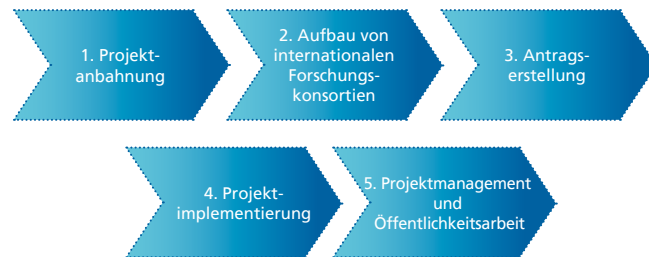 1. Projekt-
anbahnung
2. Aufbau von
internationalen
Forschungs-
konsortien
3. Antrags-
erstellung
4. Projekt-
implementierung
5. Projektmanagement
und
Öffentlichkeitsarbeit